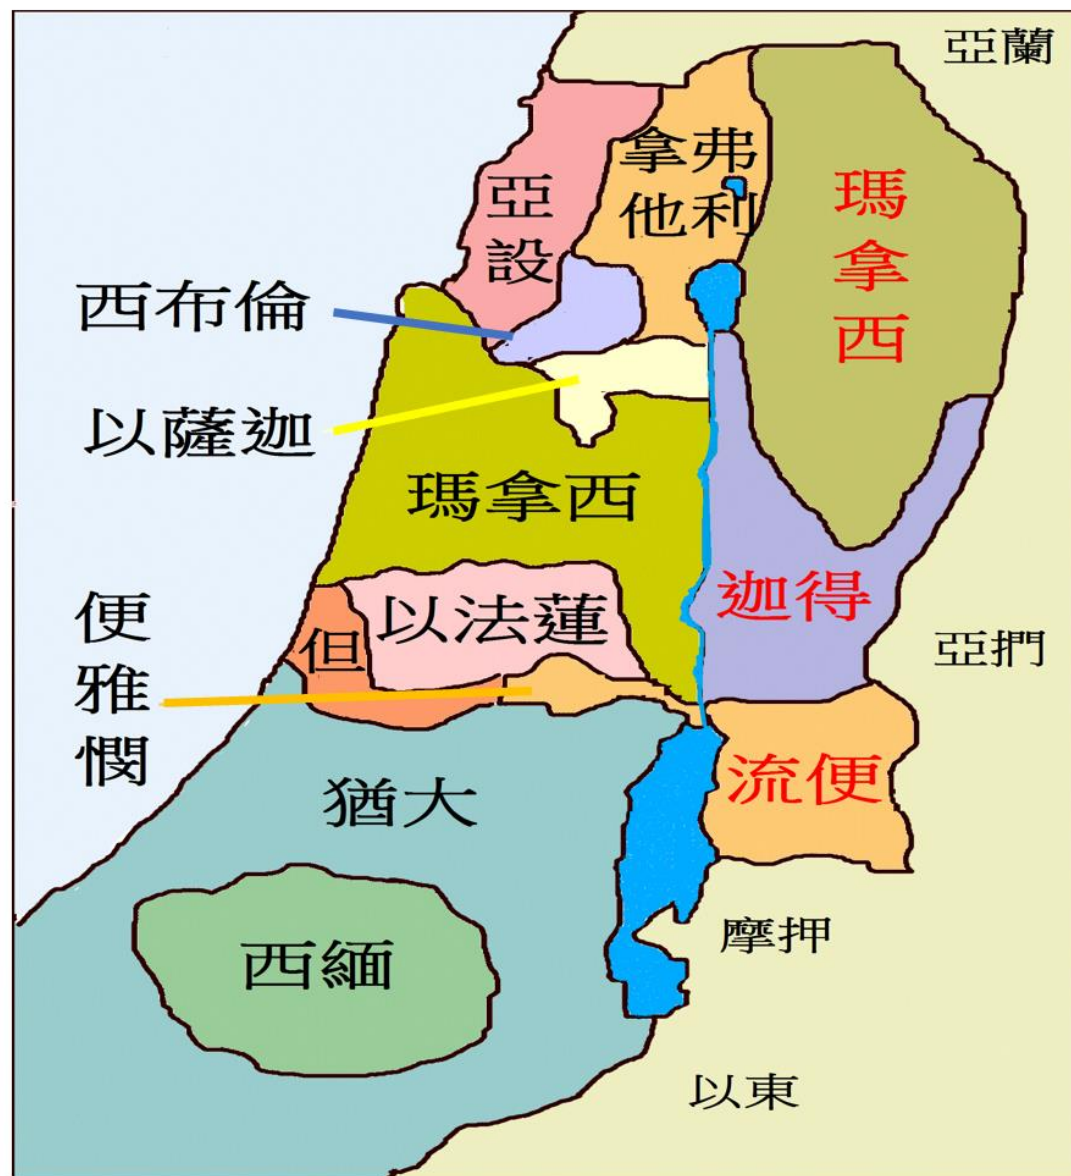 亞蘭
拿弗
他利
瑪拿西
亞設
西布倫
以薩迦
瑪拿西
迦得
以法蓮
但
便雅憫
亞捫
流便
猶大
摩押
西緬
以東